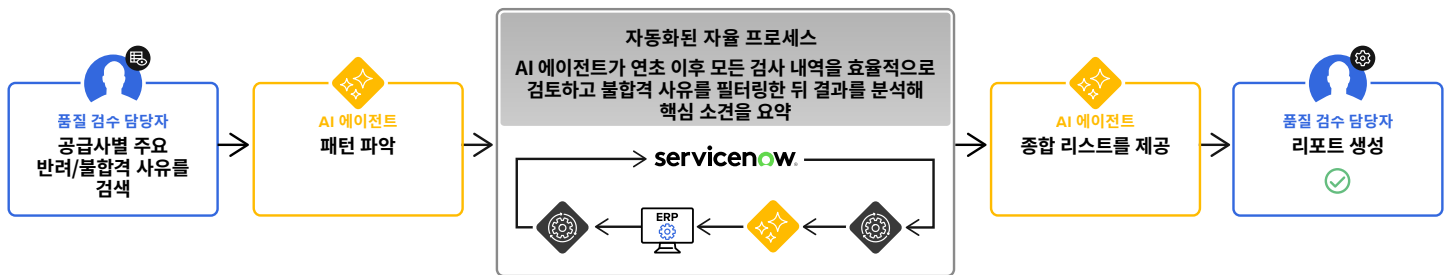 품질 검수 담당자
공급사별 주요
반려/불합격 사유를
검색
AI 에이전트
패턴 파악
자동화된 자율 프로세스
AI 에이전트가 연초 이후 모든 검사 내역을 효율적으로
검토하고 불합격 사유를 필터링한 뒤 결과를 분석해
핵심 소견을 요약
servicenow
ERP
AI 에이전트
종합 리스트를 제공
품질 검수 담당자
리포트 생성